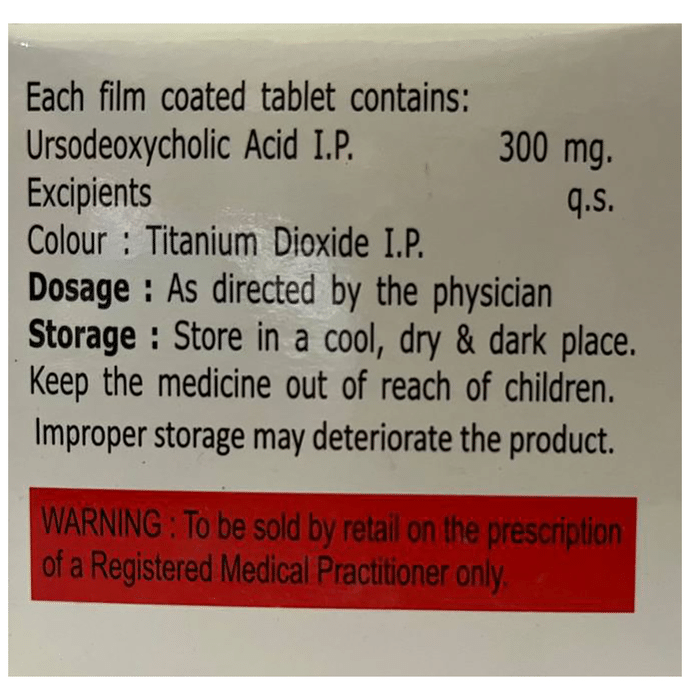 Each film coated tablet contains:
Ursodeoxycholic Acid I.P. 300 mg.
Excipients q.s.
Colour : Titanium Dioxide I.P.
Dosage : As directed by the physician
Storage : Store in a cool, dry & dark place.
Keep the medicine out of reach of children.
Improper storage may deteriorate the product.
WARNING : To be sold by retail on the prescription
of a Registered Medical Practitioner only.